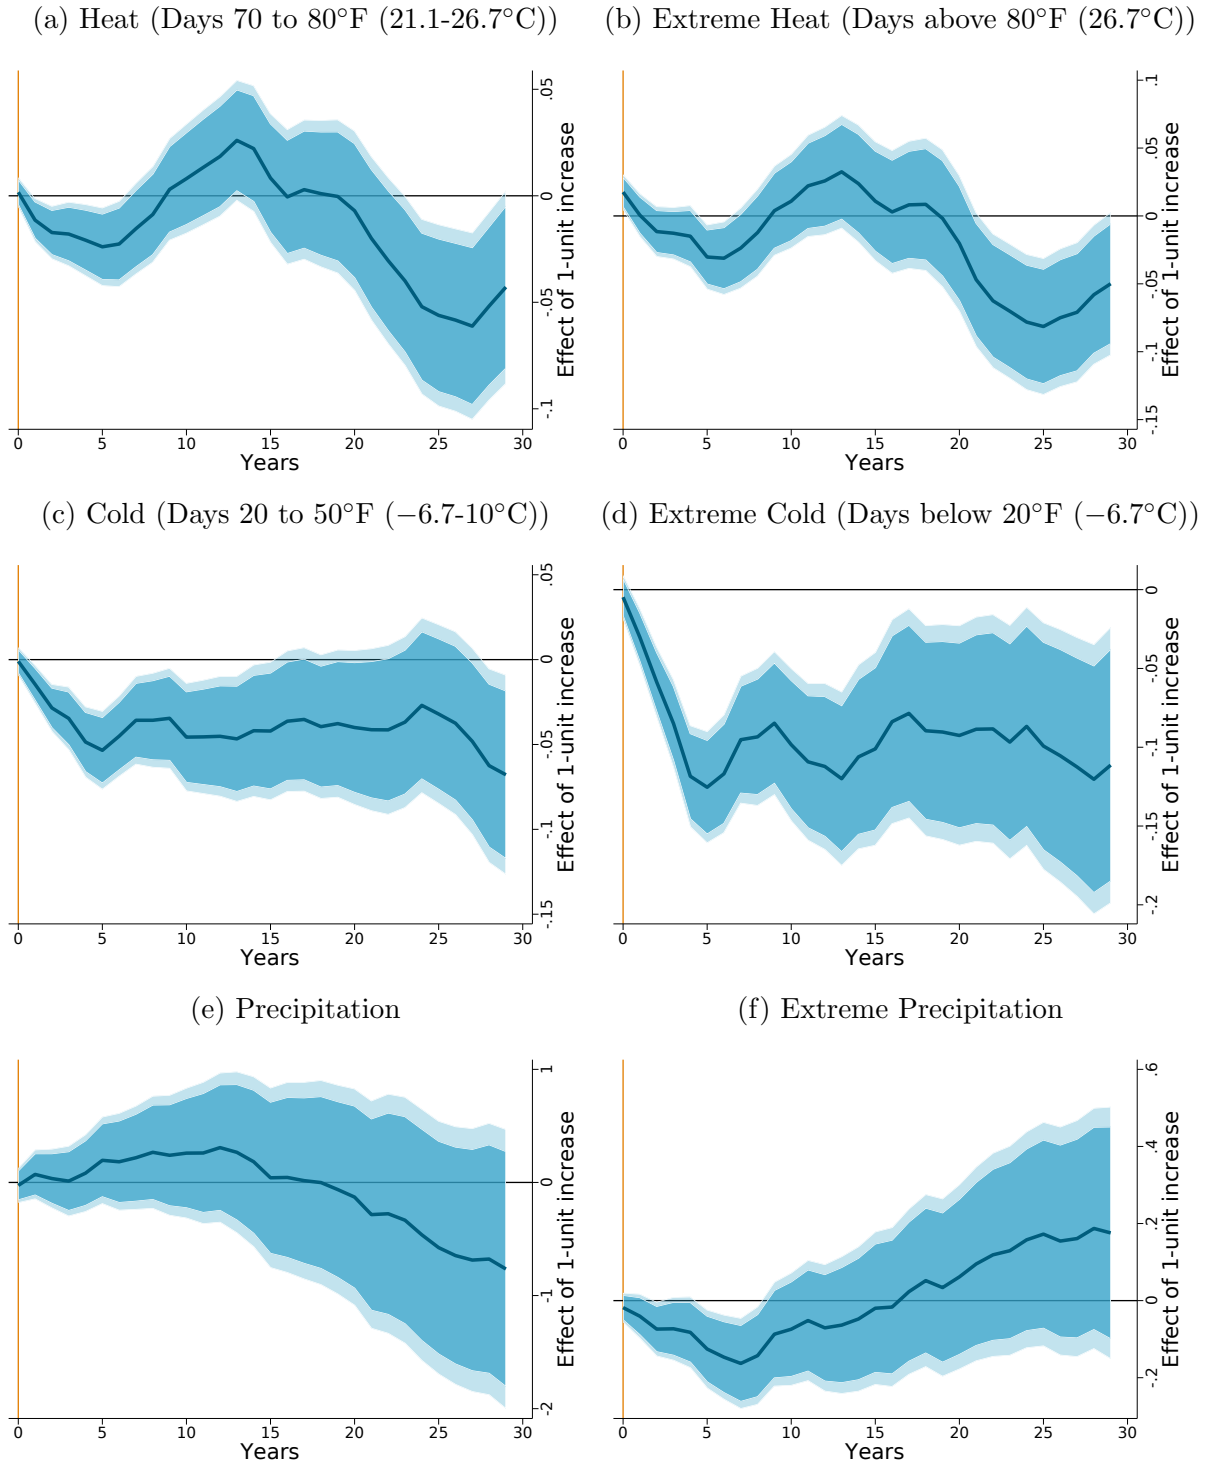 (a) Heat (Days 70 to 80°F (21.1-26.7°C))
.05
0
-.05
-.1
Effect of 1-unit increase
0 5 10 15 20 25 30
Years
(b) Extreme Heat (Days above 80°F (26.7°C))
.1
.05
0
-.05
-.1
-.15
Effect of 1-unit increase
0 5 10 15 20 25 30
Years
(c) Cold (Days 20 to 50°F (−6.7-10°C))
.05
0
-.05
-.1
-.15
Effect of 1-unit increase
0 5 10 15 20 25 30
Years
(d) Extreme Cold (Days below 20°F (−6.7°C))
0
-.05
-.1
-.15
-.2
Effect of 1-unit increase
0 5 10 15 20 25 30
Years
(e) Precipitation
1
0
-1
-2
Effect of 1-unit increase
0 5 10 15 20 25 30
Years
(f) Extreme Precipitation
.6
.4
.2
0
-.2
Effect of 1-unit increase
0 5 10 15 20 25 30
Years